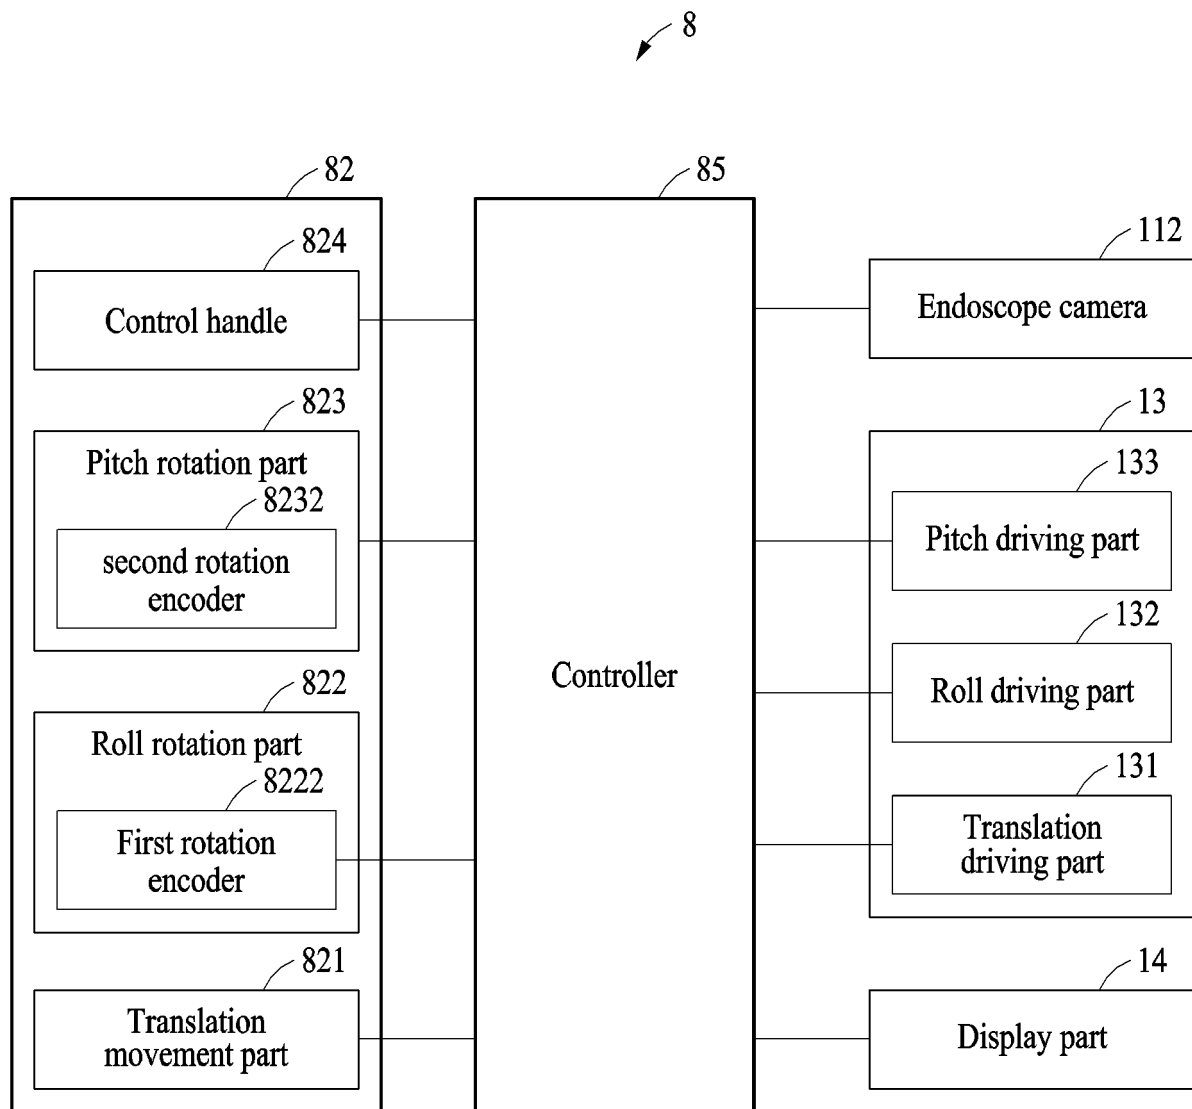 8
82
824
Control handle
823
Pitch rotation part
8232
second rotation
encoder
822
Roll rotation part
8222
First rotation
encoder
821
Translation
movement part
85
Controller
112
Endoscope camera
13
133
Pitch driving part
132
Roll driving part
131
Translation
driving part
14
Display part